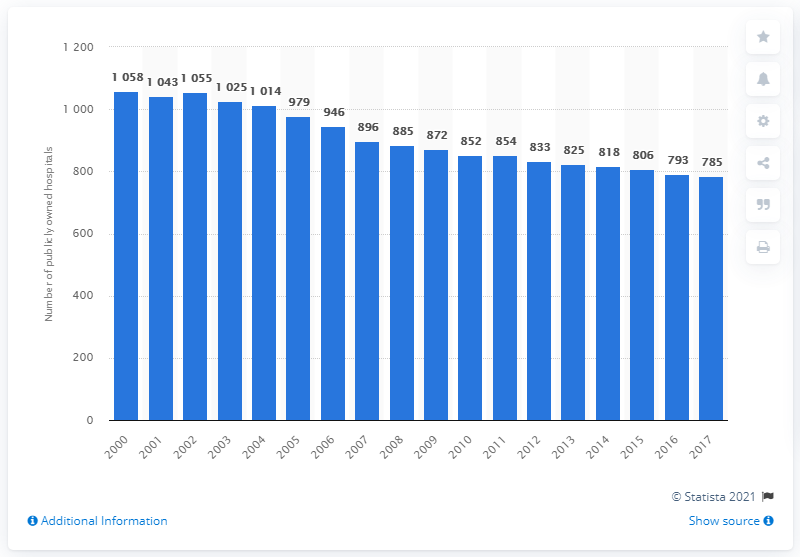 1 200
1 000
800
600
400
200
0
Number of publicly owned hospitals
1 058 1 043 1 055 1 025 1 014 979 946 896 885 872 852 854 833 825 818 806 793 785
2000 2001 2002 2003 2004 2005 2006 2007 2008 2009 2010 2011 2012 2013 2014 2015 2016 2017
© Statista 2021
Additional Information
Show source